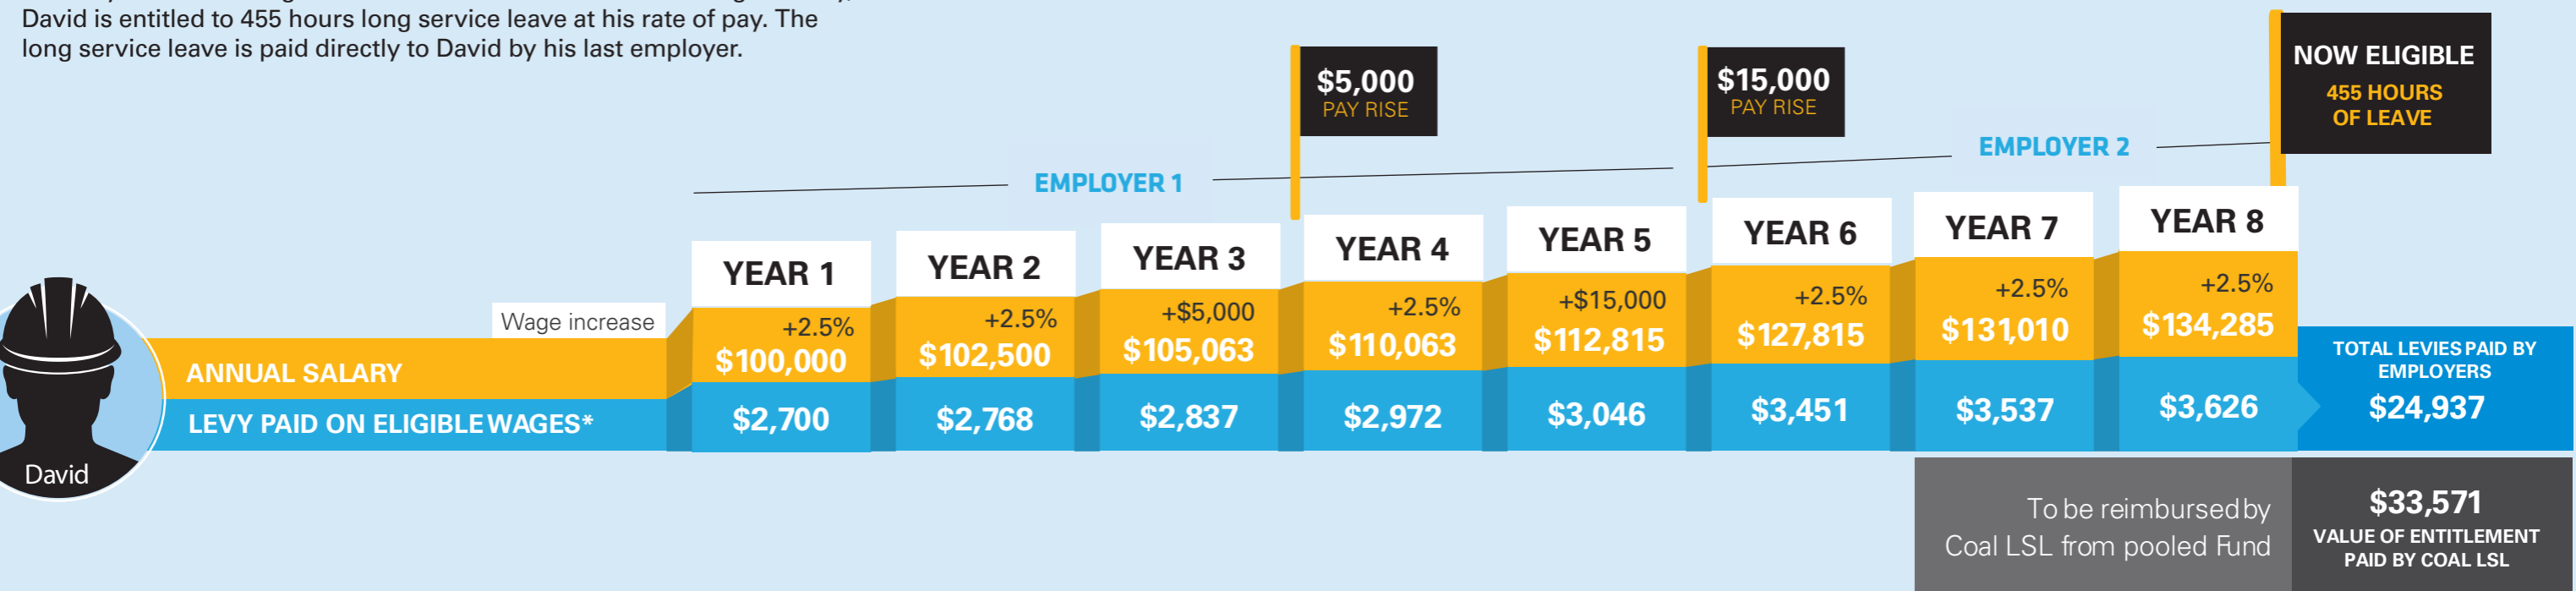 David is entitled to 455 hours long service leave at his rate of pay. The
long service leave is paid directly to David by his last employer.
$5,000
PAY RISE
$15,000
PAY RISE
NOW ELIGIBLE
455 HOURS
OF LEAVE
EMPLOYER 1
EMPLOYER 2
YEAR 1
YEAR 2
YEAR 3
YEAR 4
YEAR 5
YEAR 6
YEAR 7
YEAR 8
Wage increase
+2.5%
+2.5%
+$5,000
+2.5%
+$15,000
+2.5%
+2.5%
+2.5%
ANNUAL SALARY
$100,000
$102,500
$105,063
$110,063
$112,815
$127,815
$131,010
$134,285
LEVY PAID ON ELIGIBLE WAGES*
$2,700
$2,768
$2,837
$2,972
$3,046
$3,451
$3,537
$3,626
TOTAL LEVIES PAID BY
EMPLOYERS
$24,937
David
To be reimbursed by
Coal LSL from pooled Fund
$33,571
VALUE OF ENTITLEMENT
PAID BY COAL LSL